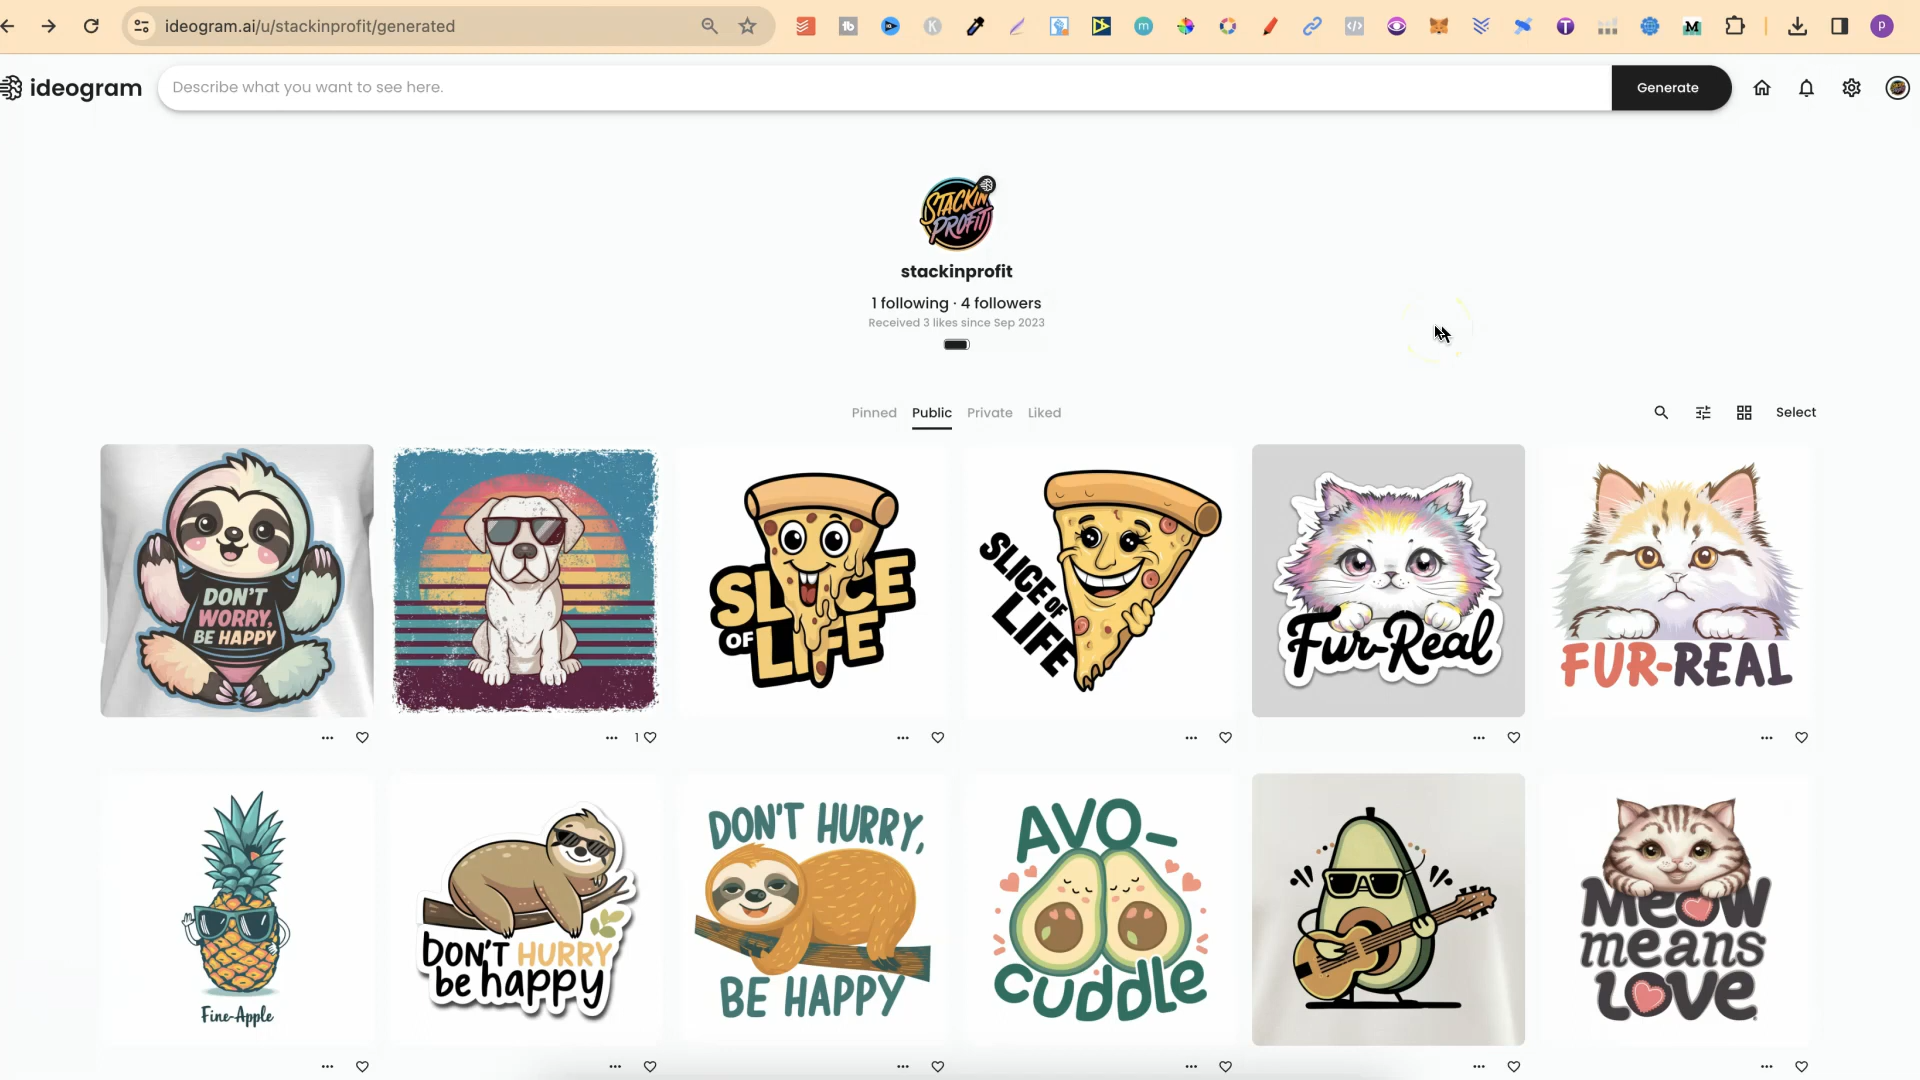 ideogram.ai/u/stackinprofit/generated
ideogram
Describe what you want to see here.
Generate
STACKIN
PROFIT
stackinprofit
1 following · 4 followers
Received 3 likes since Sep 2023
Pinned
Public
Private
Liked
Select
DON'T
WORRY,
BE HAPPY
SLICE
OF LIFE
SLICE OF
LIFE
Fur-Real
FUR-REAL
1
Fine-Apple
DON'T HURRY
be happy
DON'T HURRY,
BE HAPPY
AVO-
cuddle
MeOW
means
LOVE